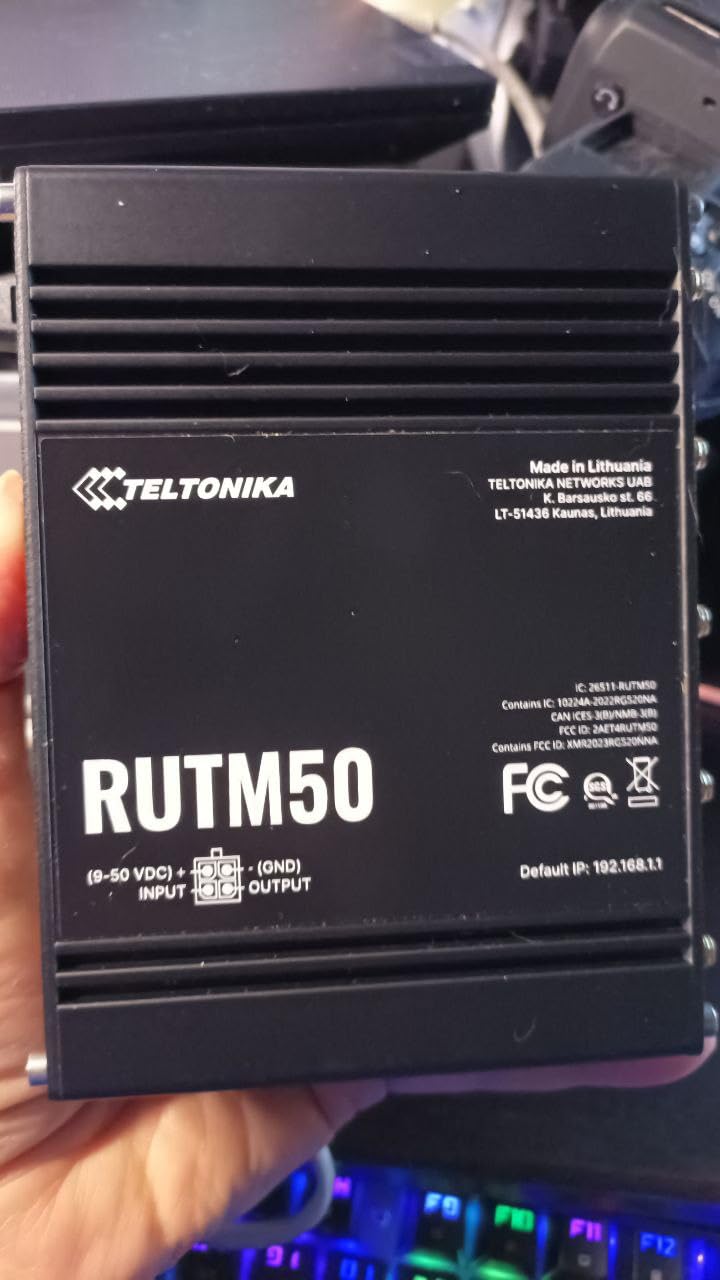 TELTONIKA
Made in Lithuania
TELTONIKA NETWORKS UAB
K. Barsausko st. 66
LT-51436 Kaunas, Lithuania
IC: 26511-RUTM50
Contains IC: 10224A-2022RG520NA
CAN ICES-3(B)/NMB-3(B)
FCC ID: 2AET4RUTM50
Contains FCC ID: XMR2023RG520NNA
RUTM50
FC
SGS
(9-50 VDC) + - (GND)
INPUT OUTPUT
Default IP: 192.168.1.1
F9 F10 F11 F12